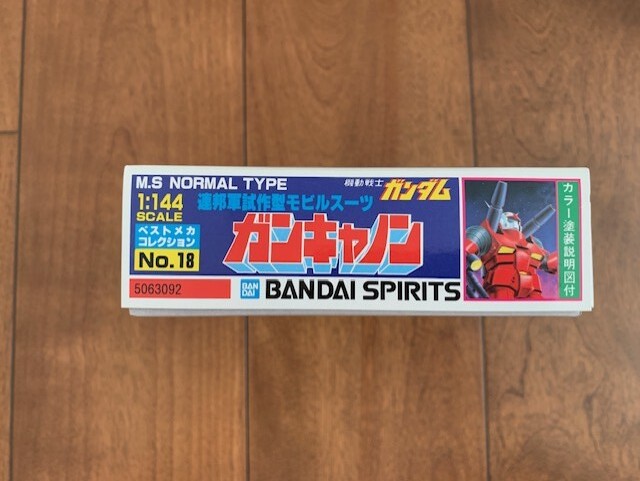 M.S NORMAL TYPE
機動戦士 ガンダム
1:144
SCALE
連邦軍試作型モビルスーツ
ベストメカ
コレクション
No.18
ガンキャノン
5063092
BAN
DAI
BANDAI SPIRITS
カラー塗装説明図付